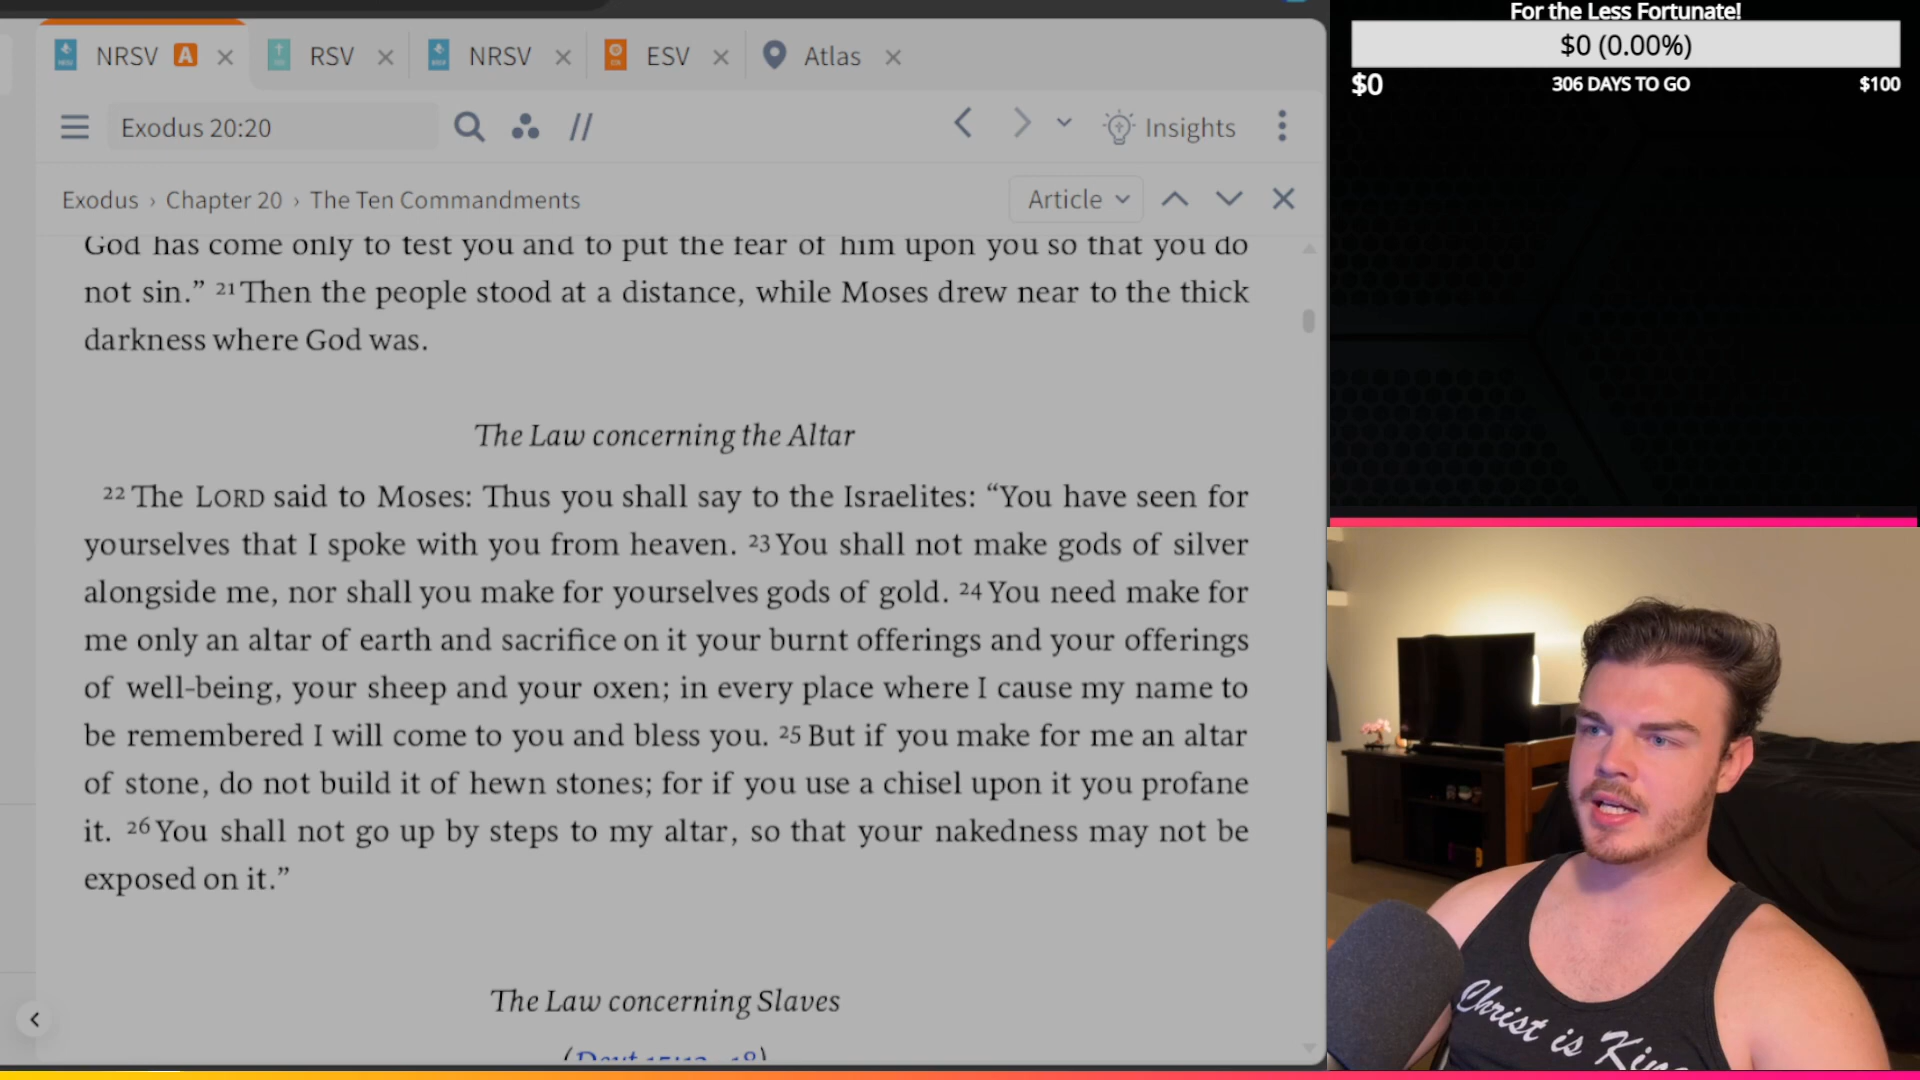 NRSV A RSV NRSV ESV Atlas
Exodus 20:20
Insights
Exodus › Chapter 20 › The Ten Commandments
Article
God has come only to test you and to put the fear of him upon you so that you do
not sin.” 21 Then the people stood at a distance, while Moses drew near to the thick
darkness where God was.
The Law concerning the Altar
22 The LORD said to Moses: Thus you shall say to the Israelites: “You have seen for
yourselves that I spoke with you from heaven. 23 You shall not make gods of silver
alongside me, nor shall you make for yourselves gods of gold. 24 You need make for
me only an altar of earth and sacrifice on it your burnt offerings and your offerings
of well-being, your sheep and your oxen; in every place where I cause my name to
be remembered I will come to you and bless you. 25 But if you make for me an altar
of stone, do not build it of hewn stones; for if you use a chisel upon it you profane
it. 26 You shall not go up by steps to my altar, so that your nakedness may not be
exposed on it.”
The Law concerning Slaves
For the Less Fortunate!
$0 (0.00%)
$0 306 DAYS TO GO $100
Christ is King